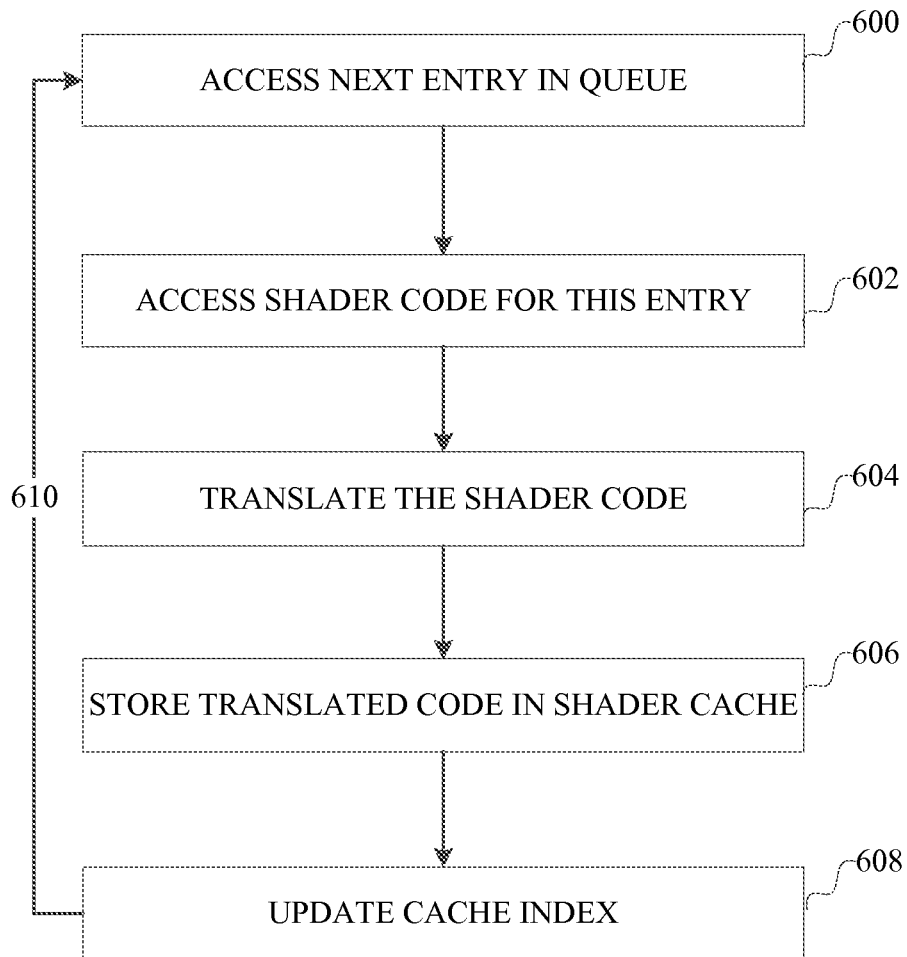 600
ACCESS NEXT ENTRY IN QUEUE
602
ACCESS SHADER CODE FOR THIS ENTRY
604
TRANSLATE THE SHADER CODE
610
606
STORE TRANSLATED CODE IN SHADER CACHE
608
UPDATE CACHE INDEX